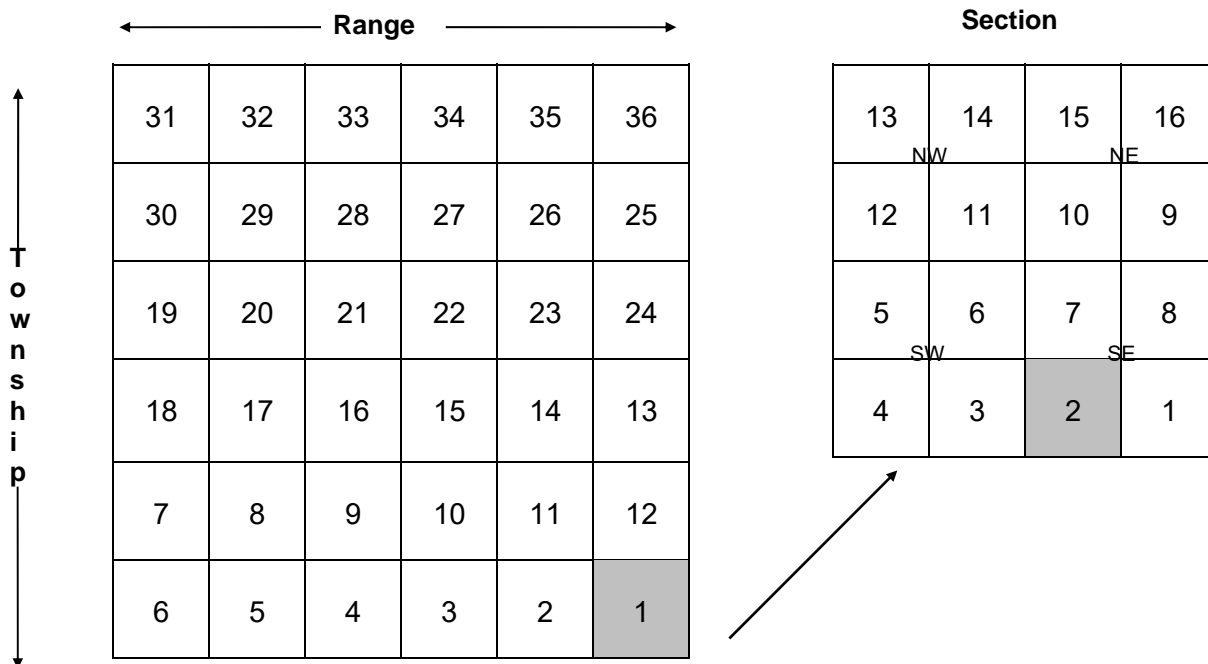 Range
Section
Township
31 32 33 34 35 36
30 29 28 27 26 25
19 20 21 22 23 24
18 17 16 15 14 13
7 8 9 10 11 12
6 5 4 3 2 1
13 14 15 16
NW NE
12 11 10 9
5 6 7 8
SW SE
4 3 2 1